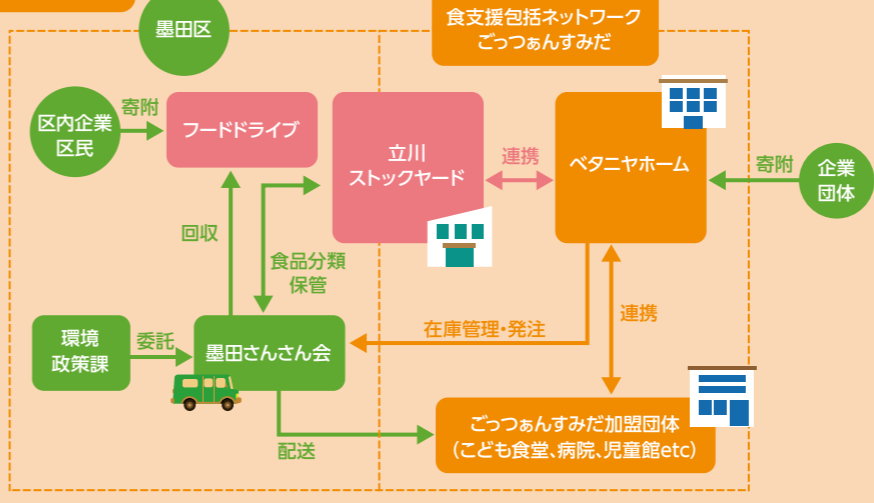 墨田区
食支援包括ネットワーク
ごっつぁんすみだ
区内企業
区民
寄附
フードドライブ
立川
ストックヤード
連携
ベタニヤホーム
寄附
企業
団体
回収
食品分類
保管
環境
政策課
委託
墨田さんさん会
在庫管理・発注
連携
配送
ごっつぁんすみだ加盟団体
(こども食堂、病院、児童館etc)